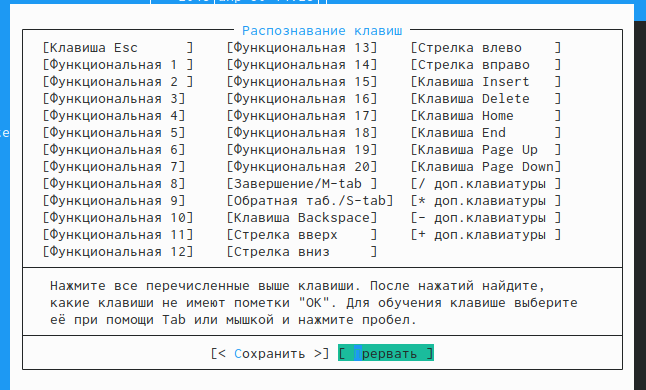 Распознавание клавиш
[Клавиша Esc ] [Функциональная 13] [Стрелка влево ]
[Функциональная 1 ] [Функциональная 14] [Стрелка вправо ]
[Функциональная 2 ] [Функциональная 15] [Клавиша Insert ]
[Функциональная 3] [Функциональная 16] [Клавиша Delete ]
[Функциональная 4] [Функциональная 17] [Клавиша Home ]
[Функциональная 5] [Функциональная 18] [Клавиша End ]
[Функциональная 6] [Функциональная 19] [Клавиша Page Up ]
[Функциональная 7] [Функциональная 20] [Клавиша Page Down]
[Функциональная 8] [Завершение/M-tab ] [/ доп.клавиатуры ]
[Функциональная 9] [Обратная таб./S-tab] [* доп.клавиатуры ]
[Функциональная 10] [Клавиша Backspace] [- доп.клавиатуры ]
[Функциональная 11] [Стрелка вверх ] [+ доп.клавиатуры ]
[Функциональная 12] [Стрелка вниз ]
Нажмите все перечисленные выше клавиши. После нажатий найдите,
какие клавиши не имеют пометки "OK". Для обучения клавише выберите
её при помощи Tab или мышкой и нажмите пробел.
[< Сохранить >] [ Прервать ]